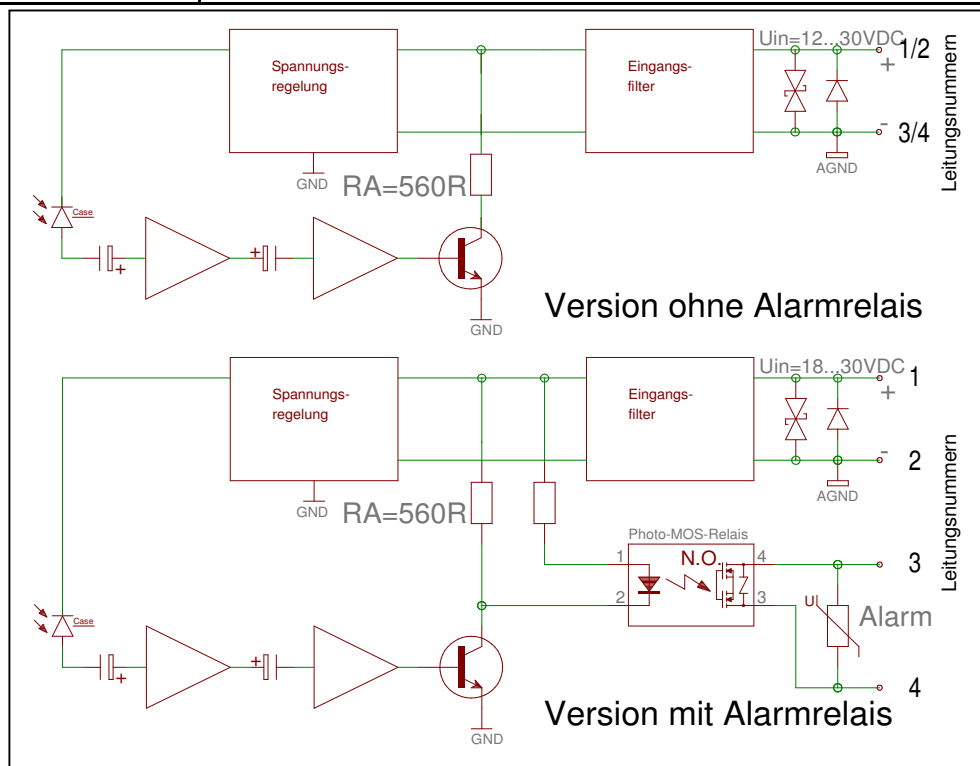 Uin=12...30VDC
1/2
+
Spannungs-
regelung
Eingangs-
filter
-
3/4
Leitungsnummern
GND
RA=560R
AGND
Case
+
+
GND
Version ohne Alarmrelais
Uin=18...30VDC
1
+
Spannungs-
regelung
Eingangs-
filter
-
2
Leitungsnummern
GND
RA=560R
AGND
Photo-MOS-Relais
1
N.O.
4
3
2
3
U
Alarm
Case
+
+
4
GND
Version mit Alarmrelais